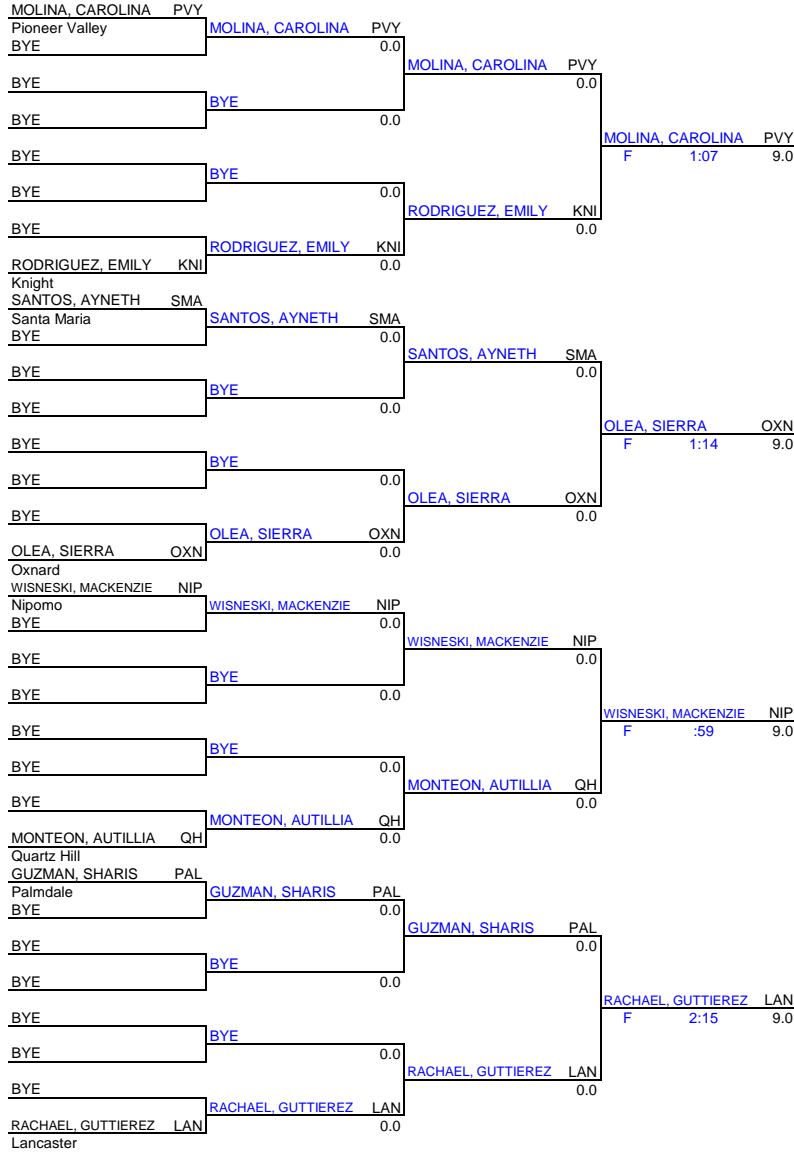 MOLINA, CAROLINA PVY
Pioneer Valley
BYE
BYE
BYE
BYE
BYE
BYE
RODRIGUEZ, EMILY KNI
Knight
SANTOS, AYNETH SMA
Santa Maria
BYE
BYE
BYE
BYE
BYE
BYE
OLEA, SIERRA OXN
Oxnard
WISNESKI, MACKENZIE NIP
Nipomo
BYE
BYE
BYE
BYE
BYE
BYE
MONTEON, AUTILLIA QH
Quartz Hill
GUZMAN, SHARIS PAL
Palmdale
BYE
BYE
BYE
BYE
BYE
BYE
RACHAEL, GUTTIEREZ LAN
Lancaster
MOLINA, CAROLINA PVY
0.0
BYE
0.0
BYE
0.0
RODRIGUEZ, EMILY KNI
0.0
SANTOS, AYNETH SMA
0.0
BYE
0.0
BYE
0.0
OLEA, SIERRA OXN
0.0
WISNESKI, MACKENZIE NIP
0.0
BYE
0.0
BYE
0.0
MONTEON, AUTILLIA QH
0.0
GUZMAN, SHARIS PAL
0.0
BYE
0.0
BYE
0.0
RACHAEL, GUTTIEREZ LAN
0.0
MOLINA, CAROLINA PVY
0.0
RODRIGUEZ, EMILY KNI
0.0
SANTOS, AYNETH SMA
0.0
OLEA, SIERRA OXN
0.0
WISNESKI, MACKENZIE NIP
0.0
MONTEON, AUTILLIA QH
0.0
GUZMAN, SHARIS PAL
0.0
RACHAEL, GUTTIEREZ LAN
0.0
MOLINA, CAROLINA PVY
F 1:07 9.0
OLEA, SIERRA OXN
F 1:14 9.0
WISNESKI, MACKENZIE NIP
F :59 9.0
RACHAEL, GUTTIEREZ LAN
F 2:15 9.0